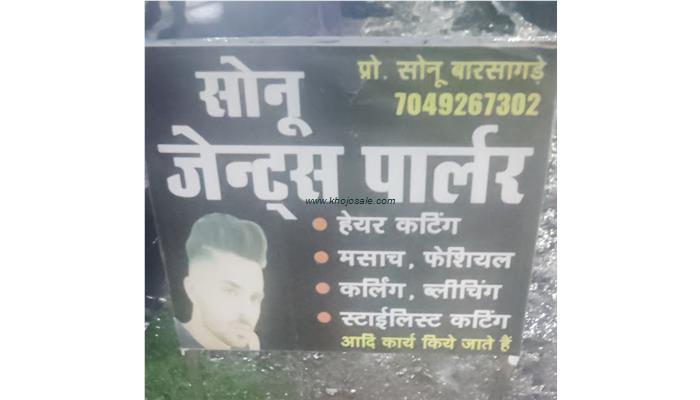 प्रो. सोनू बारसागड़े
7049267302
सोनू
जेन्ट्स पार्लर
www.khojosale.com
हेयर कटिंग
मसाच, फेशियल
कर्लिंग, ब्लीचिंग
स्टाईलिस्ट कटिंग
आदि कार्य किये जाते हैं